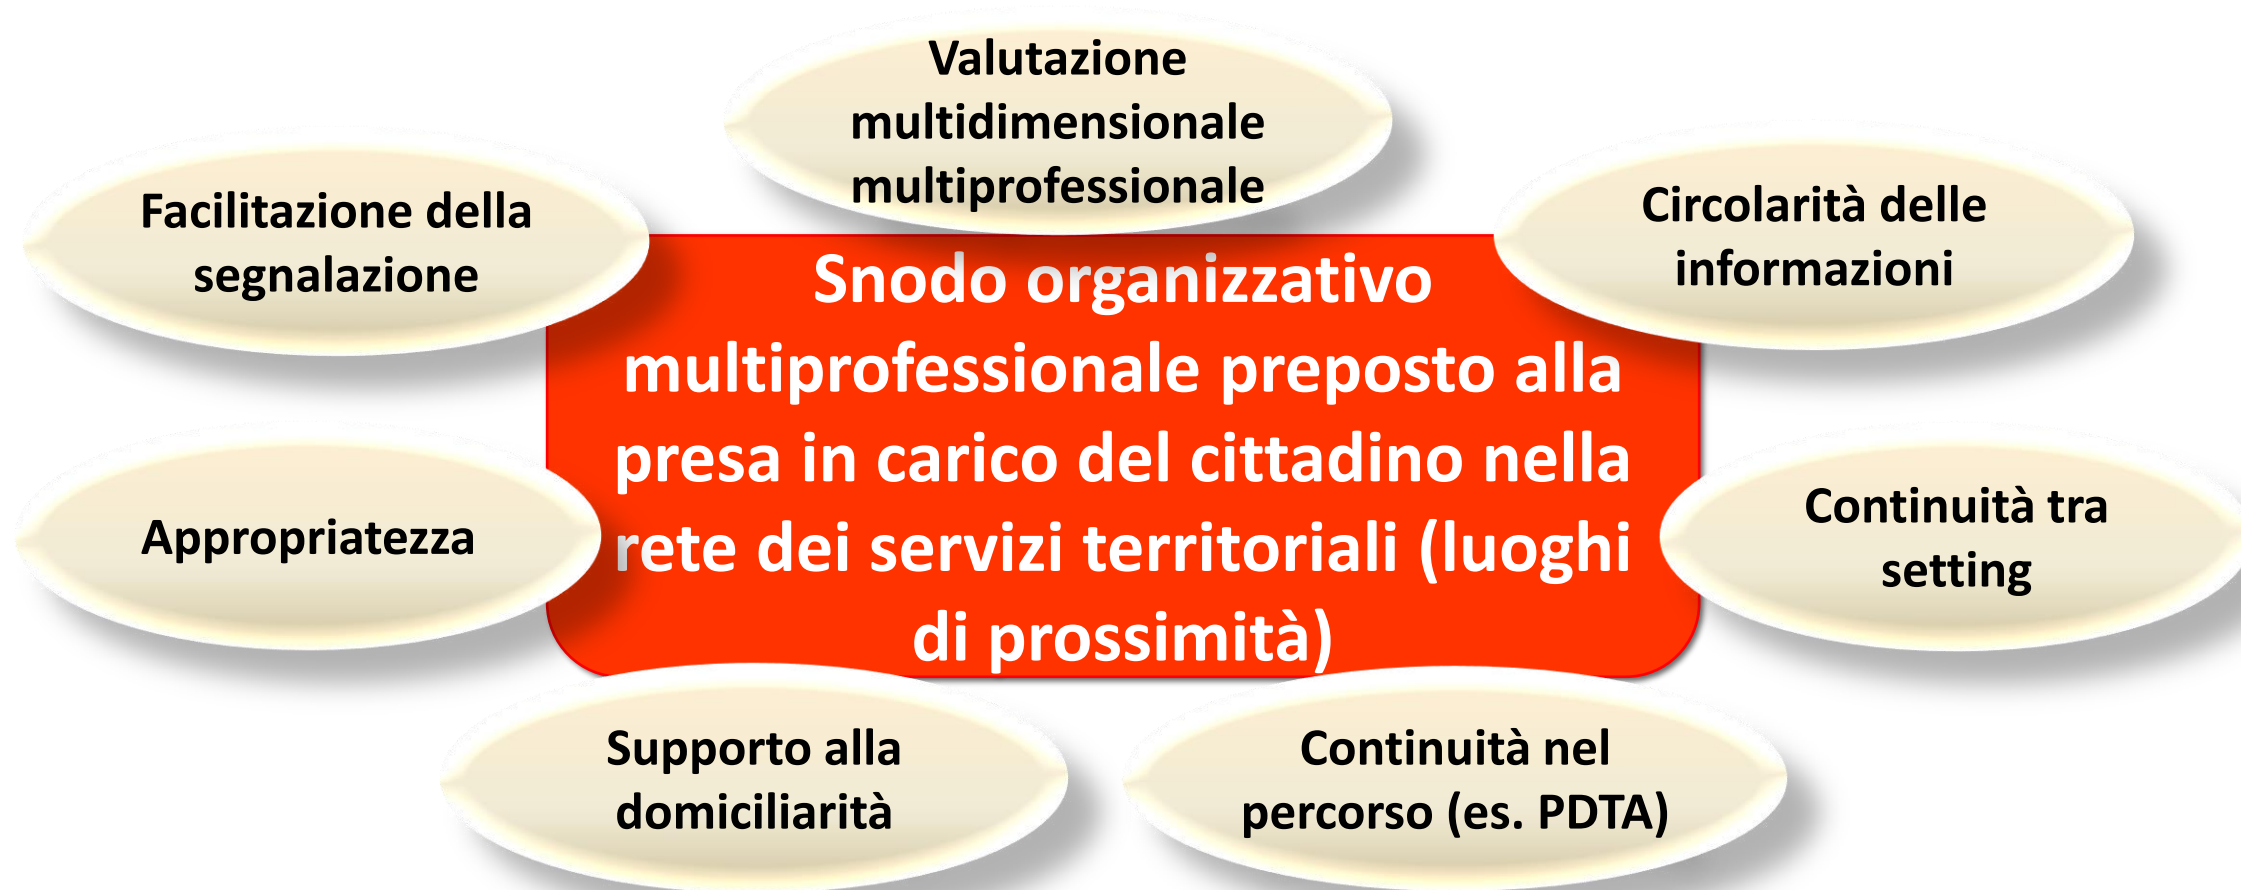 Valutazione
multidimensionale
multiprofessionale
Facilitazione della
segnalazione
Circolarità delle
informazioni
Snodo organizzativo
multiprofessionale preposto alla
presa in carico del cittadino nella
rete dei servizi territoriali (luoghi
di prossimità)
Appropriatezza
Continuità tra
setting
Supporto alla
domiciliarità
Continuità nel
percorso (es. PDTA)